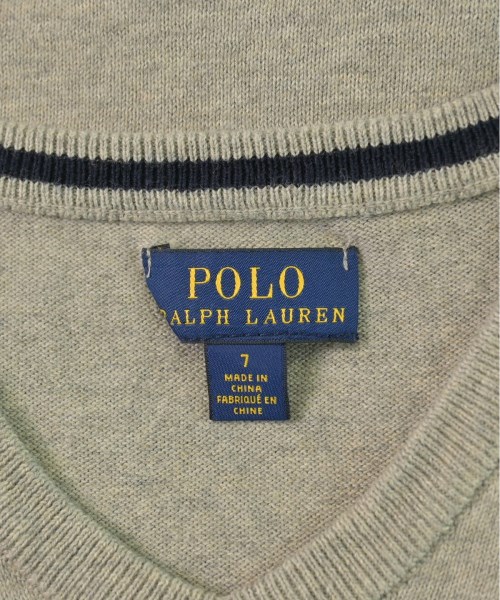 POLO
RALPH LAUREN
7
MADE IN
CHINA
FABRIQUÉ EN
CHINE